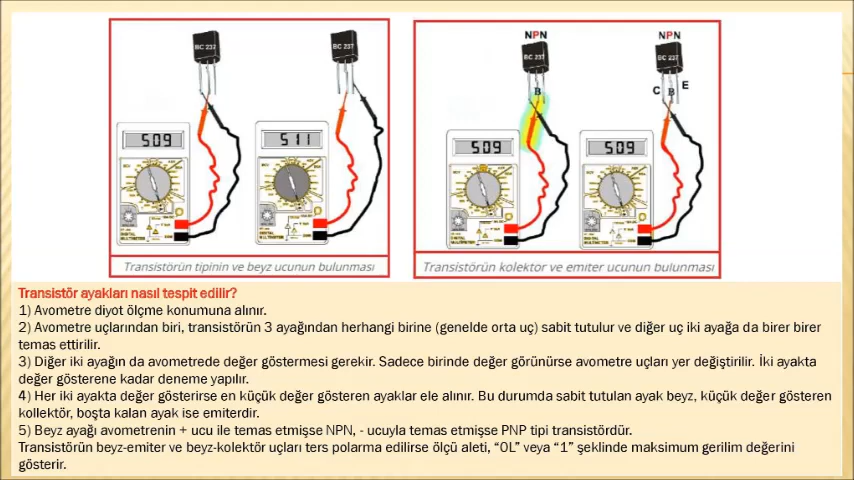 NPN
NPN
BC 237
BC 237
BC 237
BC 237
B
C B E
509
511
509
509
Transistörün tipinin ve beyz ucunun bulunması
Transistörün kolektor ve emiter ucunun bulunması
Transistör ayakları nasıl tespit edilir?
1) Avometre diyot ölçme konumuna alınır.
2) Avometre uçlarından biri, transistörün 3 ayağından herhangi birine (genelde orta uç) sabit tutulur ve diğer uç iki ayağa da birer birer
temas ettirilir.
3) Diğer iki ayağın da avometrede değer göstermesi gerekir. Sadece birinde değer görünürse avometre uçları yer değiştirilir. İki ayakta
değer gösterene kadar deneme yapılır.
4) Her iki ayakta değer gösterirse en küçük değer gösteren ayaklar ele alınır. Bu durumda sabit tutulan ayak beyz, küçük değer gösteren
kollektör, boşta kalan ayak ise emiterdir.
5) Beyz ayağı avometrenin + ucu ile temas etmişse NPN, - ucuyla temas etmişse PNP tipi transistördür.
Transistörün beyz-emiter ve beyz-kolektör uçları ters polarma edilirse ölçü aleti, “OL” veya “1” şeklinde maksimum gerilim değerini
gösterir.